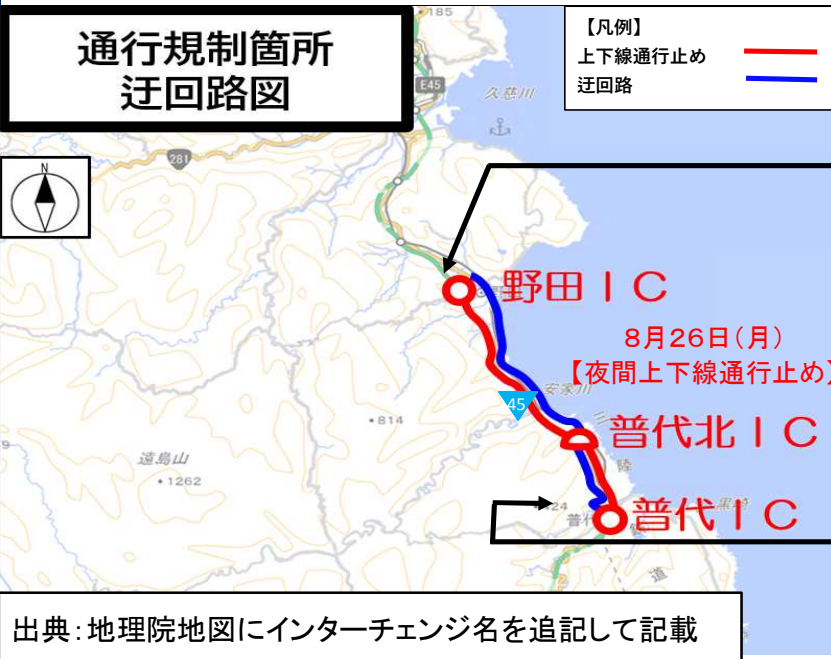 通行規制箇所
迂回路図
【凡例】
上下線通行止め
迂回路
185
E45
久慈川
281
N
野田IC
8月26日(月)
【夜間上下線通行止め】
安家川
45
・814
普代北IC
遠島山
・1262
陸
黒崎
普代IC
道
出典:地理院地図にインターチェンジ名を追記して記載